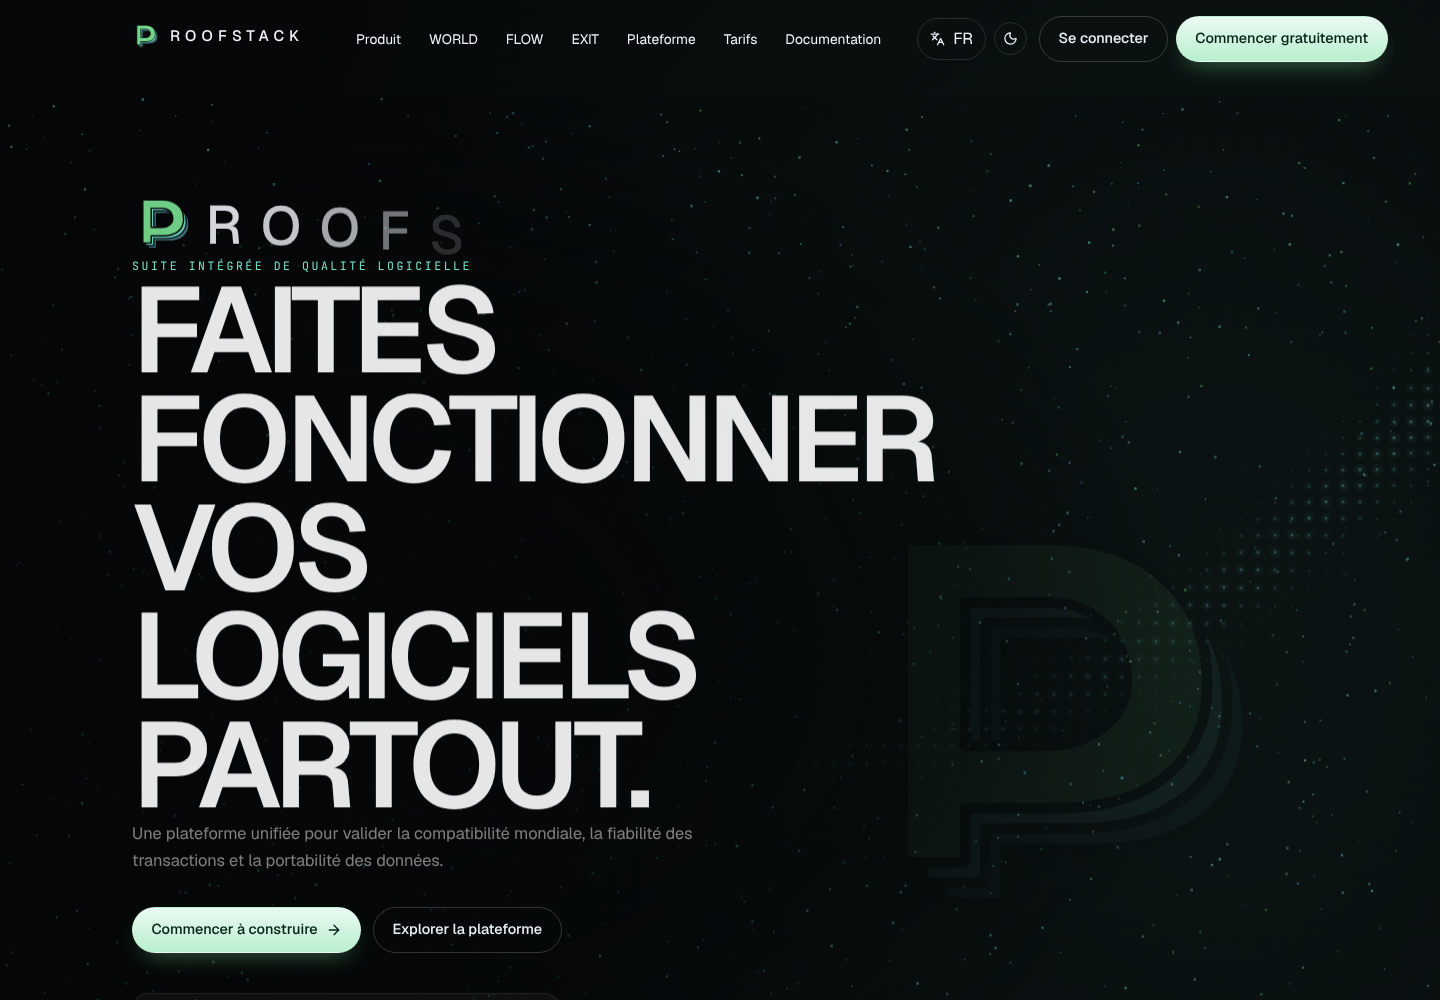 ROOFSTACK
Produit
WORLD
FLOW
EXIT
Plateforme
Tarifs
Documentation
FR
Se connecter
Commencer gratuitement
PROOFS
SUITE INTÉGRÉE DE QUALITÉ LOGICIELLE
FAITES
FONCTIONNER
VOS
LOGICIELS
PARTOUT.
Une plateforme unifiée pour valider la compatibilité mondiale, la fiabilité des
transactions et la portabilité des données.
Commencer à construire →
Explorer la plateforme